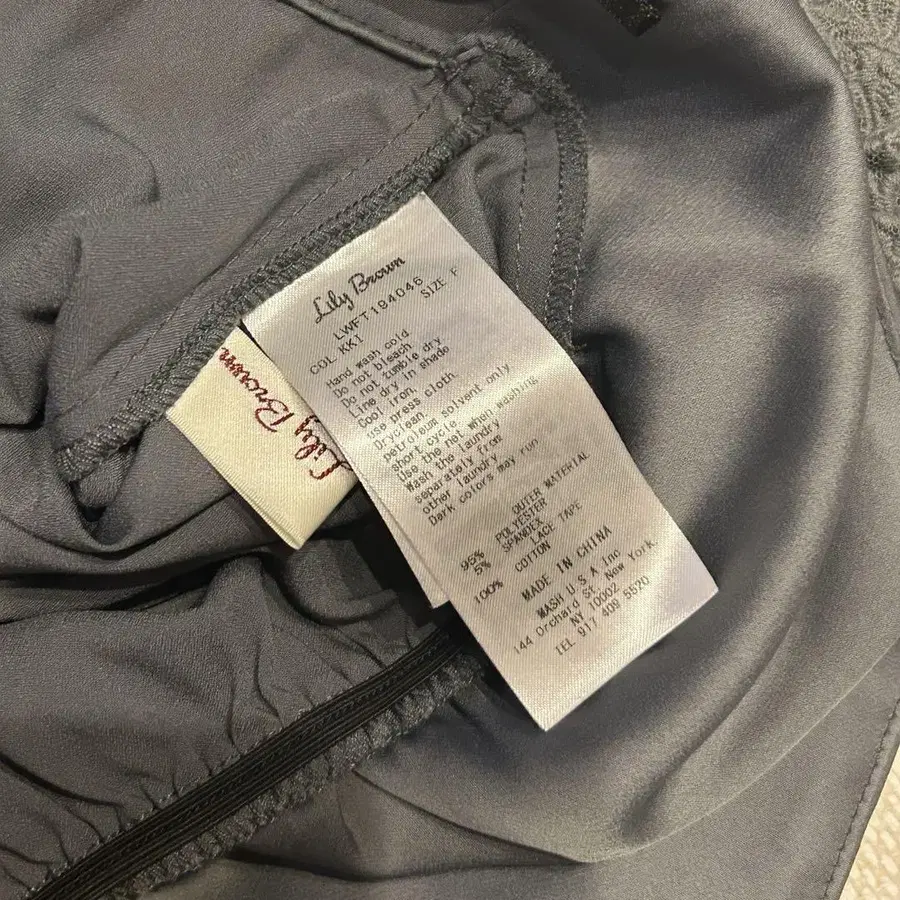 Lily Brown
LWFT194046
COL.KKI SIZE F
Hand wash cold
Do not bleach
Do not tumble dry
Line dry in shade
Cool iron.
use press cloth
Dryclean
petroleum solvent only
short cycle
Use the net when washing
Wash the laundry
separately from
other laundry
Dark colors may run
OUTER MATERIAL
95% POLYESTER
5% SPANDEX
LACE TAPE
100% COTTON
MADE IN CHINA
MASH U.S.A Inc
144 Orchard St New York
NY 10002
TEL 917 409 5520
Lily Brown